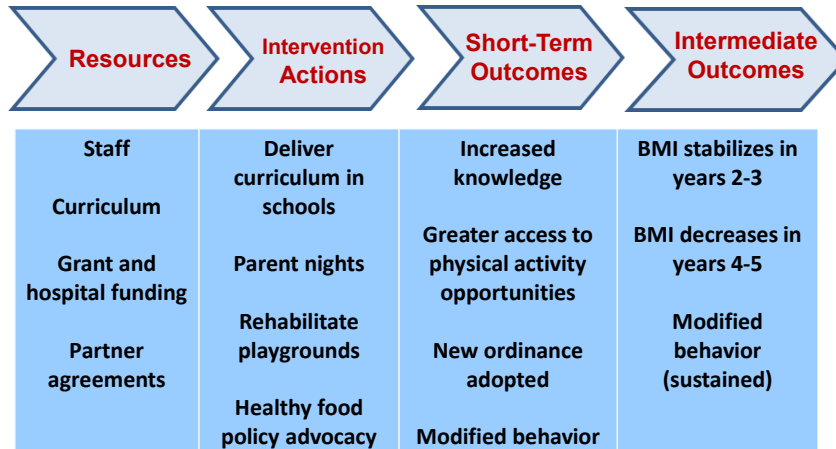 Resources
Intervention
Actions
Short-Term
Outcomes
Intermediate
Outcomes
Staff
Curriculum
Grant and
hospital funding
Partner
agreements
Deliver
curriculum in
schools
Parent nights
Rehabilitate
playgrounds
Healthy food
policy advocacy
Increased
knowledge
Greater access to
physical activity
opportunities
New ordinance
adopted
Modified behavior
BMI stabilizes in
years 2-3
BMI decreases in
years 4-5
Modified
behavior
(sustained)